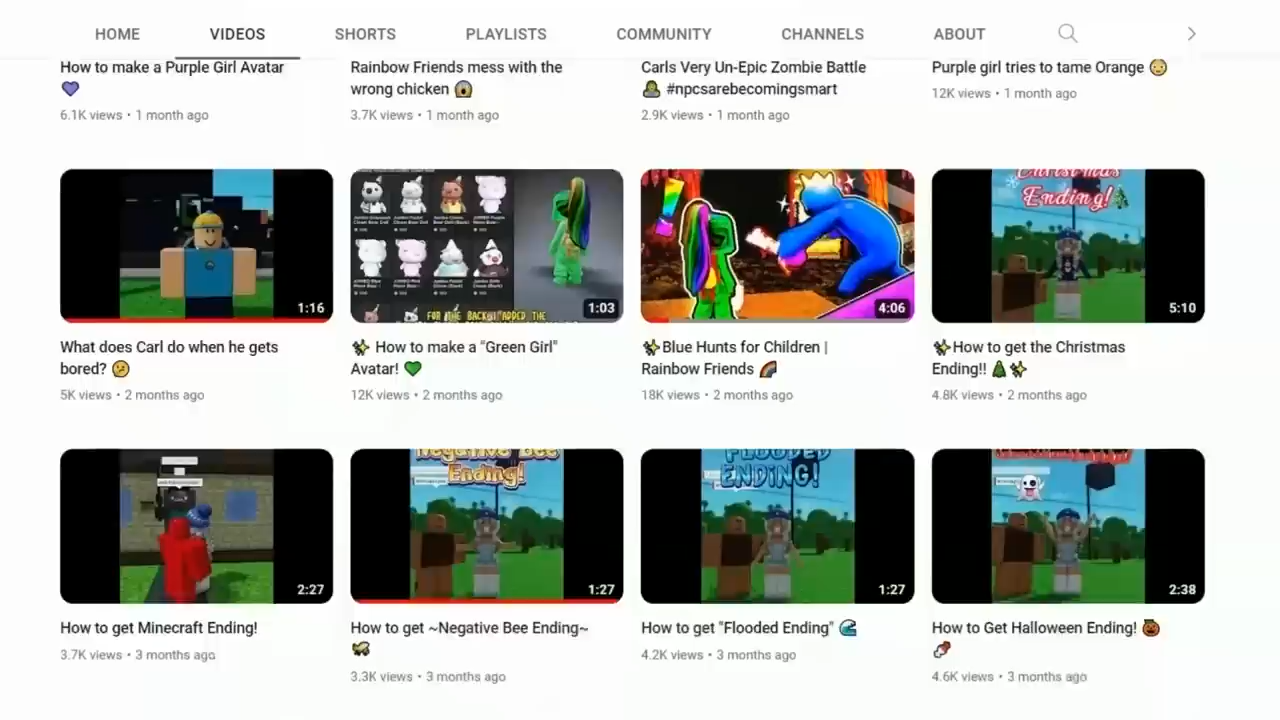 HOME VIDEOS SHORTS PLAYLISTS COMMUNITY CHANNELS ABOUT
How to make a Purple Girl Avatar
💜
6.1K views • 1 month ago
Rainbow Friends mess with the
wrong chicken 😱
3.7K views • 1 month ago
Carls Very Un-Epic Zombie Battle
🧟 #npcsarebecomingsmart
2.9K views • 1 month ago
Purple girl tries to tame Orange 😳
12K views • 1 month ago
1:16
What does Carl do when he gets
bored? 🤔
5K views • 2 months ago
FOR THE BACK I ADDED THE
1:03
✨ How to make a "Green Girl"
Avatar! 💚
12K views • 2 months ago
4:06
✨Blue Hunts for Children |
Rainbow Friends 🌈
18K views • 2 months ago
Christmas
Ending!
5:10
✨How to get the Christmas
Ending!! 🎄✨
4.8K views • 2 months ago
2:27
How to get Minecraft Ending!
3.7K views • 3 months ago
Negative Bee
Ending!
1:27
How to get ~Negative Bee Ending~
🐝
3.3K views • 3 months ago
FLOODED
ENDING!
1:27
How to get "Flooded Ending" 🌊
4.2K views • 3 months ago
2:38
How to Get Halloween Ending! 🎃
🍖
4.6K views • 3 months ago